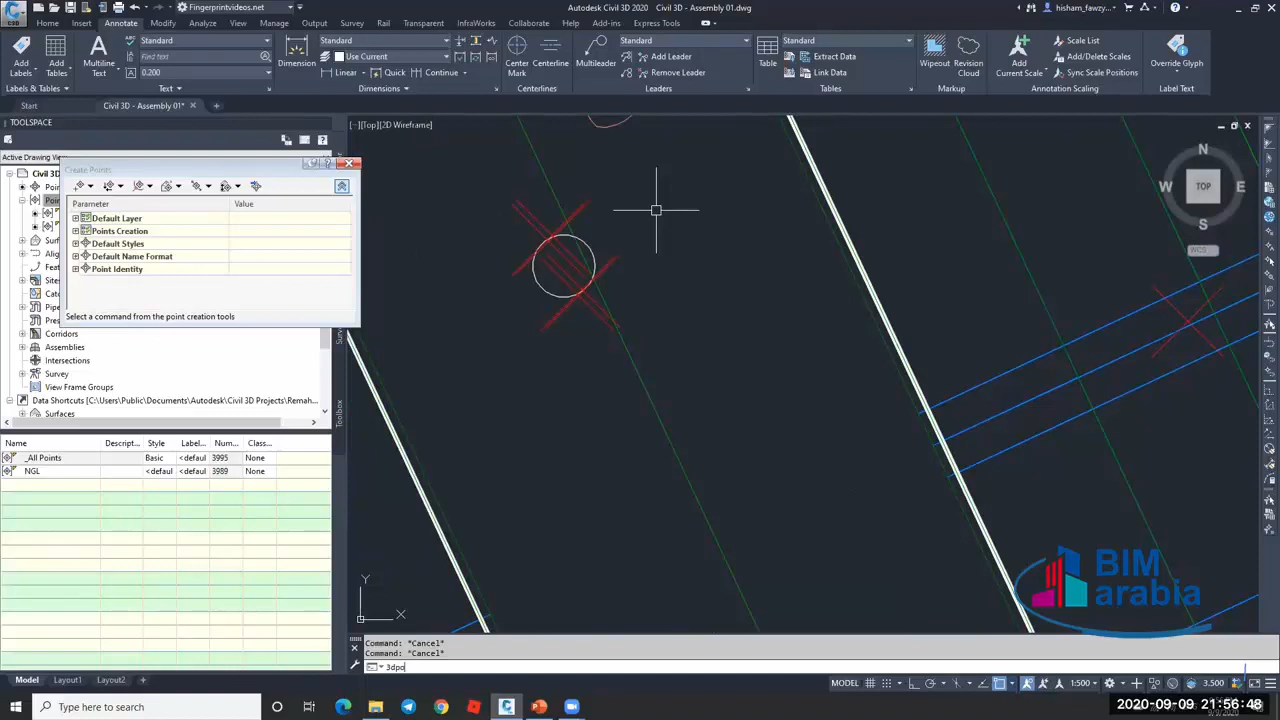 Fingerprintvideos.net
Autodesk Civil 3D 2020   Civil 3D - Assembly 01.dwg
hisham_fawzy...
Home Insert Annotate Modify Analyze View Manage Output Survey Rail Transparent InfraWorks Collaborate Help Add-ins Express Tools
Add Labels
Add Tables
Labels & Tables
Multiline Text
Standard
Find text
0.200
Text
Dimension
Standard
Use Current
Linear Quick Continue
Dimensions
Center Mark
Centerline
Centerlines
Multileader
Standard
Add Leader
Remove Leader
Leaders
Table
Standard
Extract Data
Link Data
Tables
Wipeout
Revision Cloud
Markup
Add Current Scale
Scale List
Add/Delete Scales
Sync Scale Positions
Annotation Scaling
Override Glyph
Label Text
Start
Civil 3D - Assembly 01*
TOOLSPACE
[−][Top][2D Wireframe]
Active Drawing View
N
W TOP E
S
WCS
Create Points
Parameter Value
Default Layer
Points Creation
Default Styles
Default Name Format
Point Identity
Select a command from the point creation tools
Corridors
Assemblies
Intersections
Survey
View Frame Groups
Data Shortcuts [C:\Users\Public\Documents\Autodesk\Civil 3D Projects\Remah
Surfaces
Toolbox
Name Descript... Style Label... Num... Class...
_All Points Basic <defaul 3995 None
NGL <defaul <defaul 3989 None
Y
X
BIM
arabia
Command: *Cancel*
Command: *Cancel*
3dpo
Model Layout1 Layout2
MODEL
1:500
3.500
Type here to search
2020-09-09 21:56:48